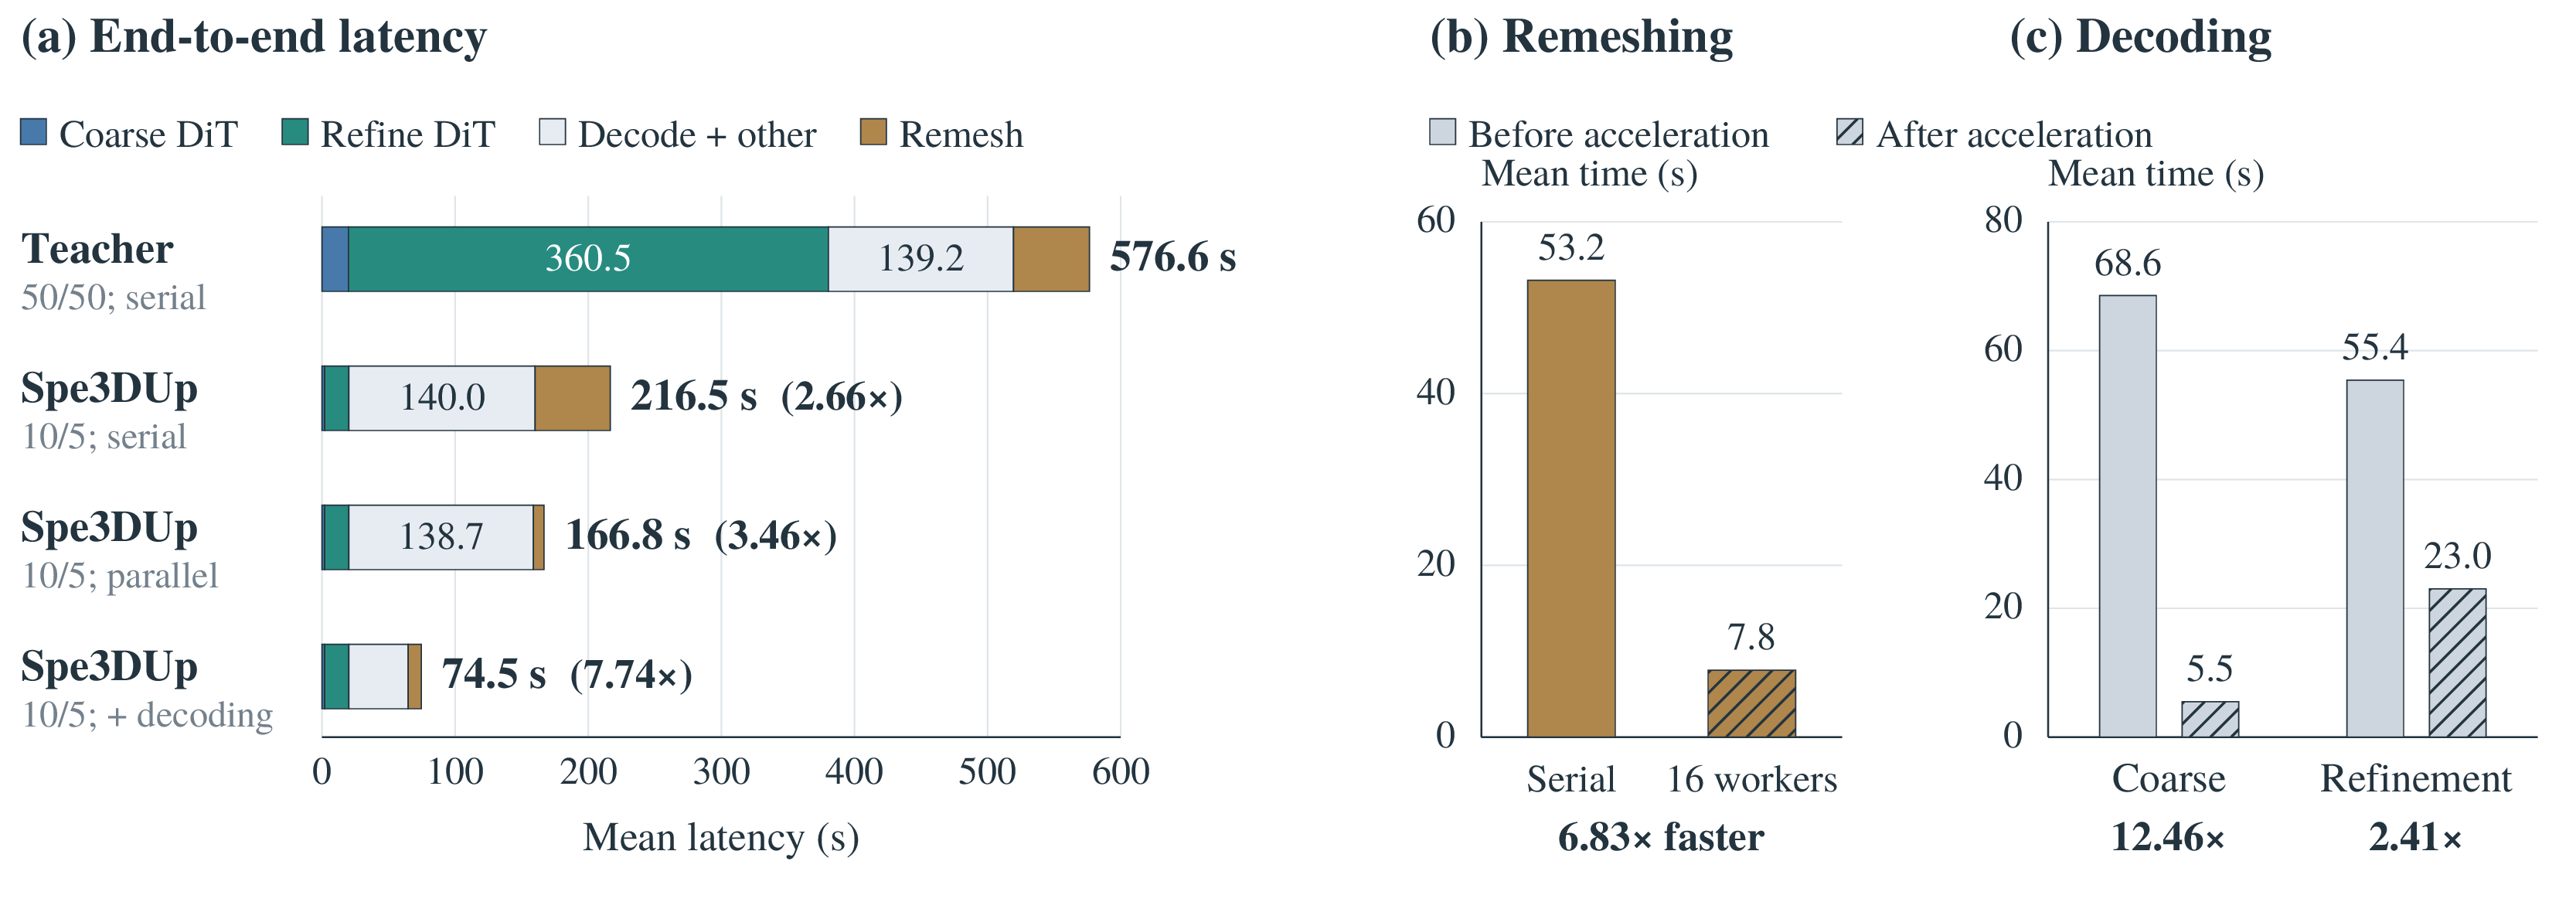 (a) End-to-end latency
Coarse DiT Refine DiT Decode + other Remesh
Teacher
50/50; serial
360.5 139.2 576.6 s
Spe3DUp
10/5; serial
140.0 216.5 s (2.66×)
Spe3DUp
10/5; parallel
138.7 166.8 s (3.46×)
Spe3DUp
10/5; + decoding
74.5 s (7.74×)
0 100 200 300 400 500 600
Mean latency (s)
(b) Remeshing
Before acceleration After acceleration
Mean time (s)
60
40
20
0
53.2
7.8
Serial 16 workers
6.83× faster
(c) Decoding
Mean time (s)
80
60
40
20
0
68.6
5.5
55.4
23.0
Coarse Refinement
12.46× 2.41×